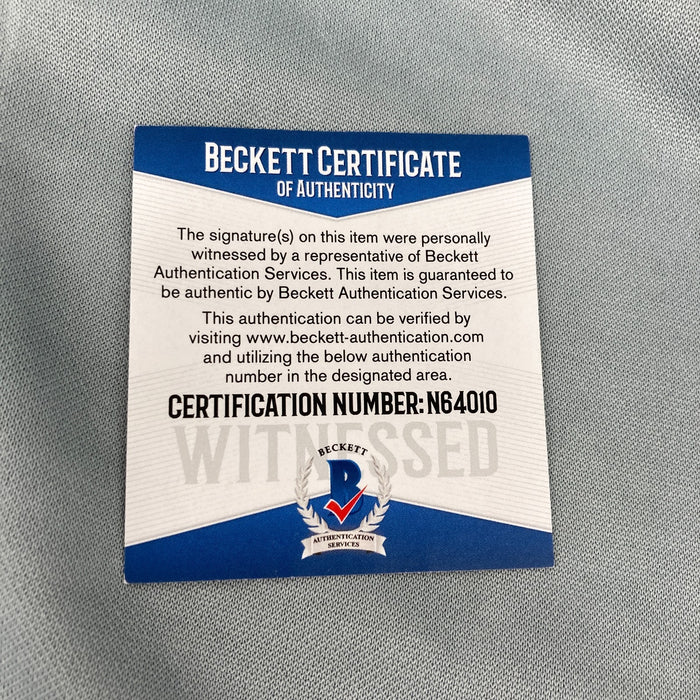 BECKETT CERTIFICATE
OF AUTHENTICITY
The signature(s) on this item were personally
witnessed by a representative of Beckett
Authentication Services. This item is guaranteed to
be authentic by Beckett Authentication Services.
This authentication can be verified by
visiting www.beckett-authentication.com
and utilizing the below authentication
number in the designated area.
CERTIFICATION NUMBER: N64010
WITNESSED
BECKETT
B
AUTHENTICATION
SERVICES